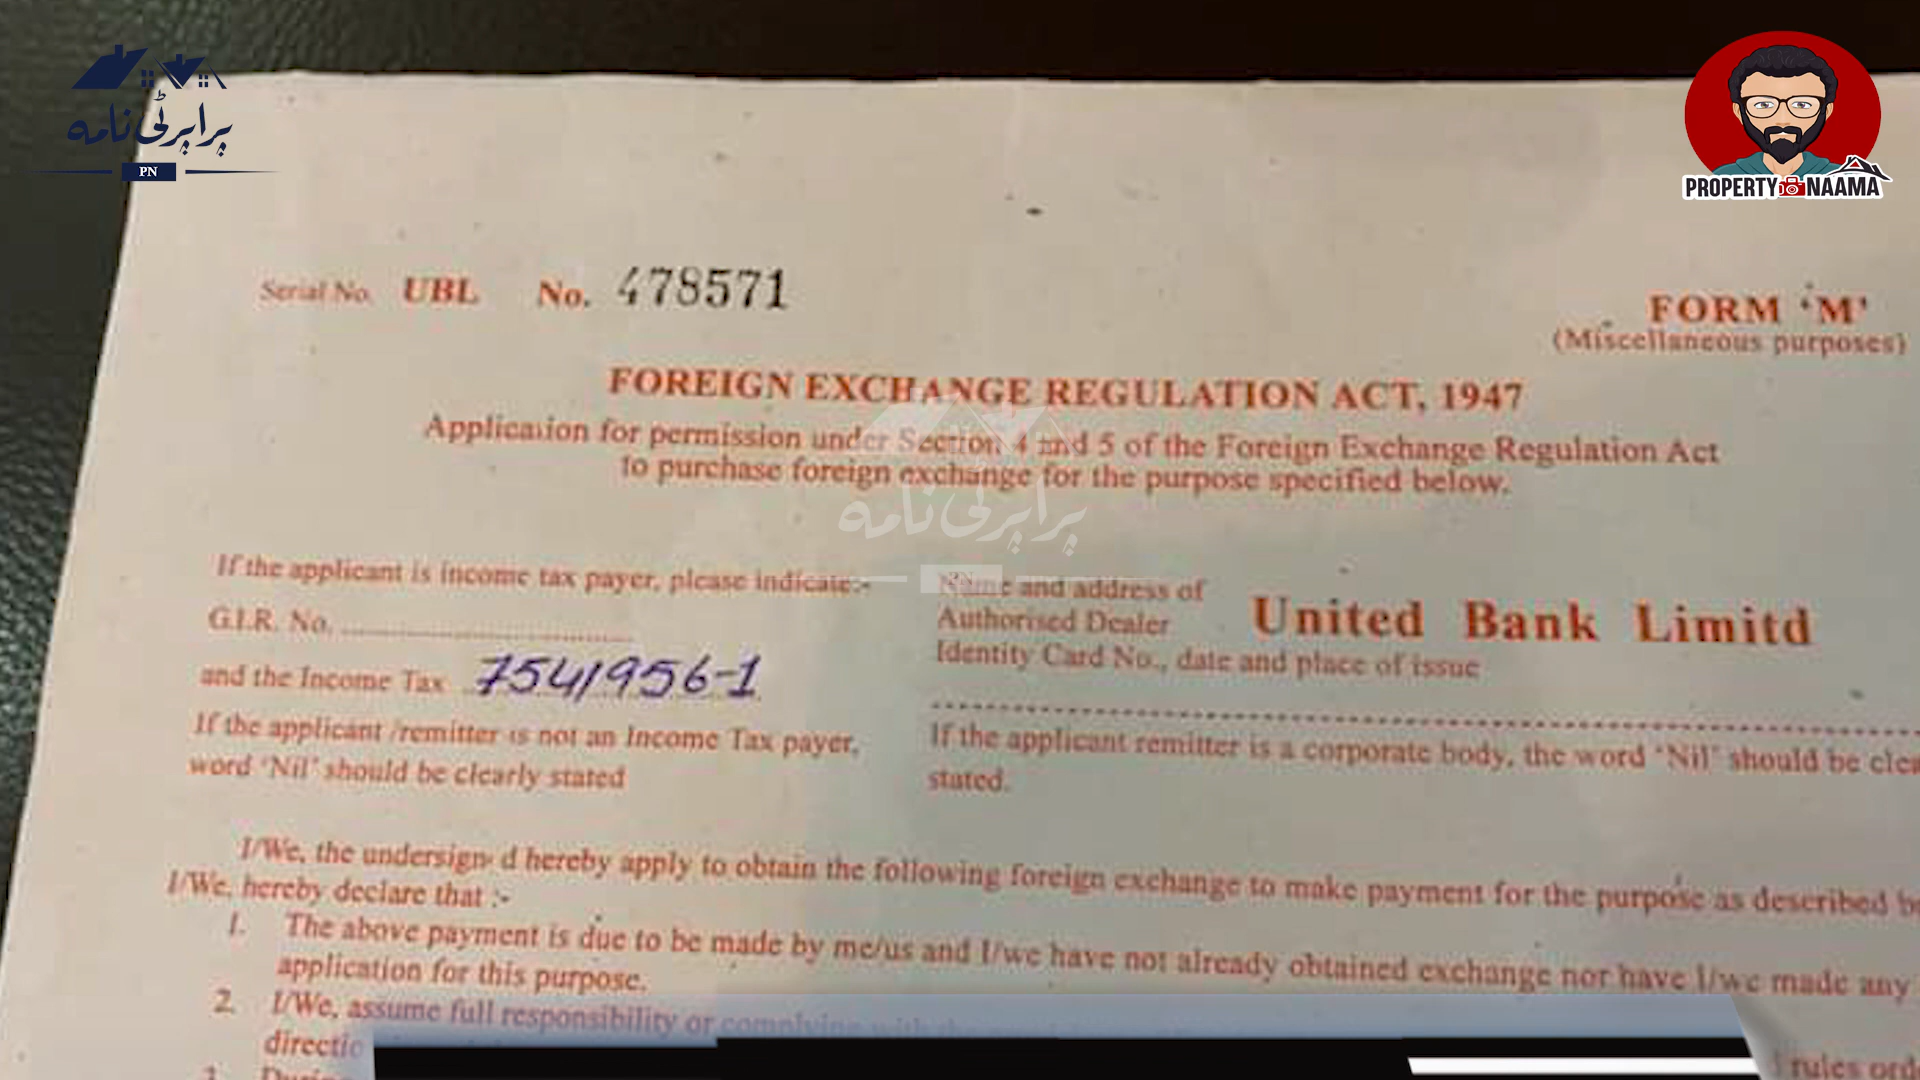 پراپرٹی نامہ
PN
PROPERTY NAAMA
Serial No. UBL No. 478571
FORM 'M'
(Miscellaneous purposes)
FOREIGN EXCHANGE REGULATION ACT, 1947
Application for permission under Section 4 and 5 of the Foreign Exchange Regulation Act
to purchase foreign exchange for the purpose specified below.
پراپرٹی نامہ
PN
If the applicant is income tax payer, please indicate:-
G.I.R. No.
and the Income Tax 7541956-1
If the applicant /remitter is not an Income Tax payer,
word 'Nil' should be clearly stated
Name and address of
Authorised Dealer United Bank Limitd
Identity Card No., date and place of issue
If the applicant remitter is a corporate body, the word 'Nil' should be
stated.
I/We, the undersign d hereby apply to obtain the following foreign exchange to make payment for the purpose as described
I/We, hereby declare that :-
1. The above payment is due to be made by me/us and I/we have not already obtained exchange nor have I/we made any
application for this purpose.
2. I/We, assume full responsibility or complying with the
rules
3.